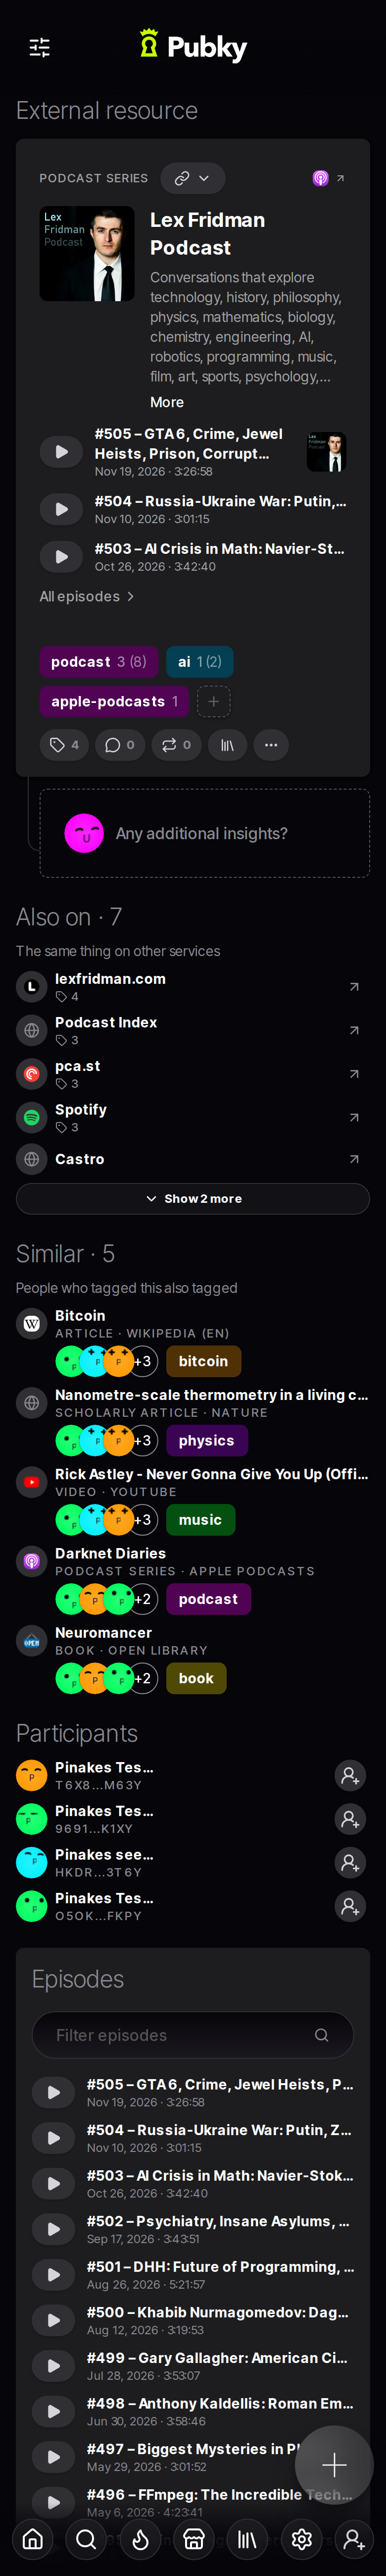 Pubky
External resource
PODCAST SERIES
Lex
Fridman
Podcast
Lex Fridman
Podcast
Conversations that explore
technology, history, philosophy,
physics, mathematics, biology,
chemistry, engineering, AI,
robotics, programming, music,
film, art, sports, psychology,...
More
#505 – GTA 6, Crime, Jewel
Heists, Prison, Corrupt...
Nov 19, 2026 · 3:26:58
#504 – Russia-Ukraine War: Putin,...
Nov 10, 2026 · 3:01:15
#503 – AI Crisis in Math: Navier-St...
Oct 26, 2026 · 3:42:40
All episodes
podcast 3 (8) ai 1 (2)
apple-podcasts 1
4 0 0
Any additional insights?
Also on · 7
The same thing on other services
lexfridman.com
4
Podcast Index
3
pca.st
3
Spotify
3
Castro
Show 2 more
Similar · 5
People who tagged this also tagged
Bitcoin
ARTICLE · WIKIPEDIA (EN)
+3 bitcoin
Nanometre-scale thermometry in a living c...
SCHOLARLY ARTICLE · NATURE
+3 physics
Rick Astley - Never Gonna Give You Up (Offi...
VIDEO · YOUTUBE
+3 music
Darknet Diaries
PODCAST SERIES · APPLE PODCASTS
+2 podcast
Neuromancer
BOOK · OPEN LIBRARY
+2 book
Participants
Pinakes Tes...
T6X8...M63Y
Pinakes Tes...
9691...K1XY
Pinakes see...
HKDR...3T6Y
Pinakes Tes...
O5OK...FKPY
Episodes
Filter episodes
#505 – GTA 6, Crime, Jewel Heists, P...
Nov 19, 2026 · 3:26:58
#504 – Russia-Ukraine War: Putin, Z...
Nov 10, 2026 · 3:01:15
#503 – AI Crisis in Math: Navier-Stok...
Oct 26, 2026 · 3:42:40
#502 – Psychiatry, Insane Asylums, ...
Sep 17, 2026 · 3:43:51
#501 – DHH: Future of Programming, ...
Aug 26, 2026 · 5:21:57
#500 – Khabib Nurmagomedov: Dag...
Aug 12, 2026 · 3:19:53
#499 – Gary Gallagher: American Ci...
Jul 28, 2026 · 3:53:07
#498 – Anthony Kaldellis: Roman Em...
Jun 30, 2026 · 3:58:46
#497 – Biggest Mysteries in
May 29, 2026 · 3:01:52
#496 – FFmpeg: The Incredible Tech...
May 6, 2026 · 4:23:41